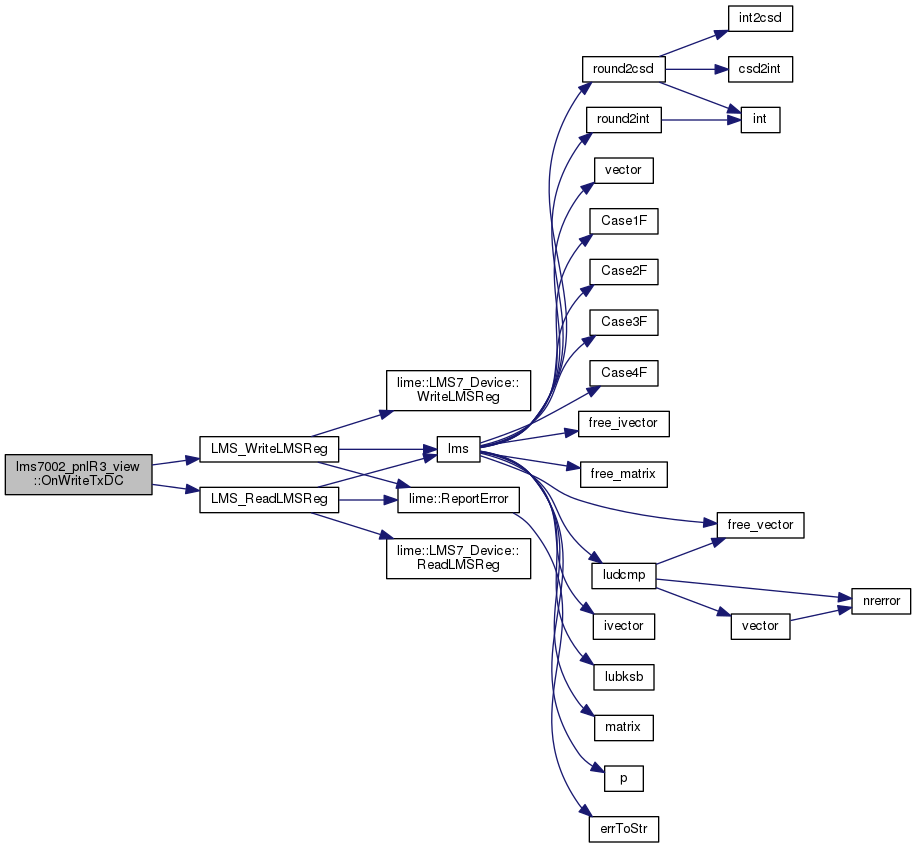 int2csd
round2csd
csd2int
round2int
int
vector
Case1F
Case2F
Case3F
Case4F
lime::LMS7_Device::
WriteLMSReg
free_ivector
LMS_WriteLMSReg
lms
lms7002_pnlR3_view
::OnWriteTxDC
free_matrix
LMS_ReadLMSReg
lime::ReportError
free_vector
lime::LMS7_Device::
ReadLMSReg
ludcmp
nrerror
ivector
vector
lubksb
matrix
p
errToStr